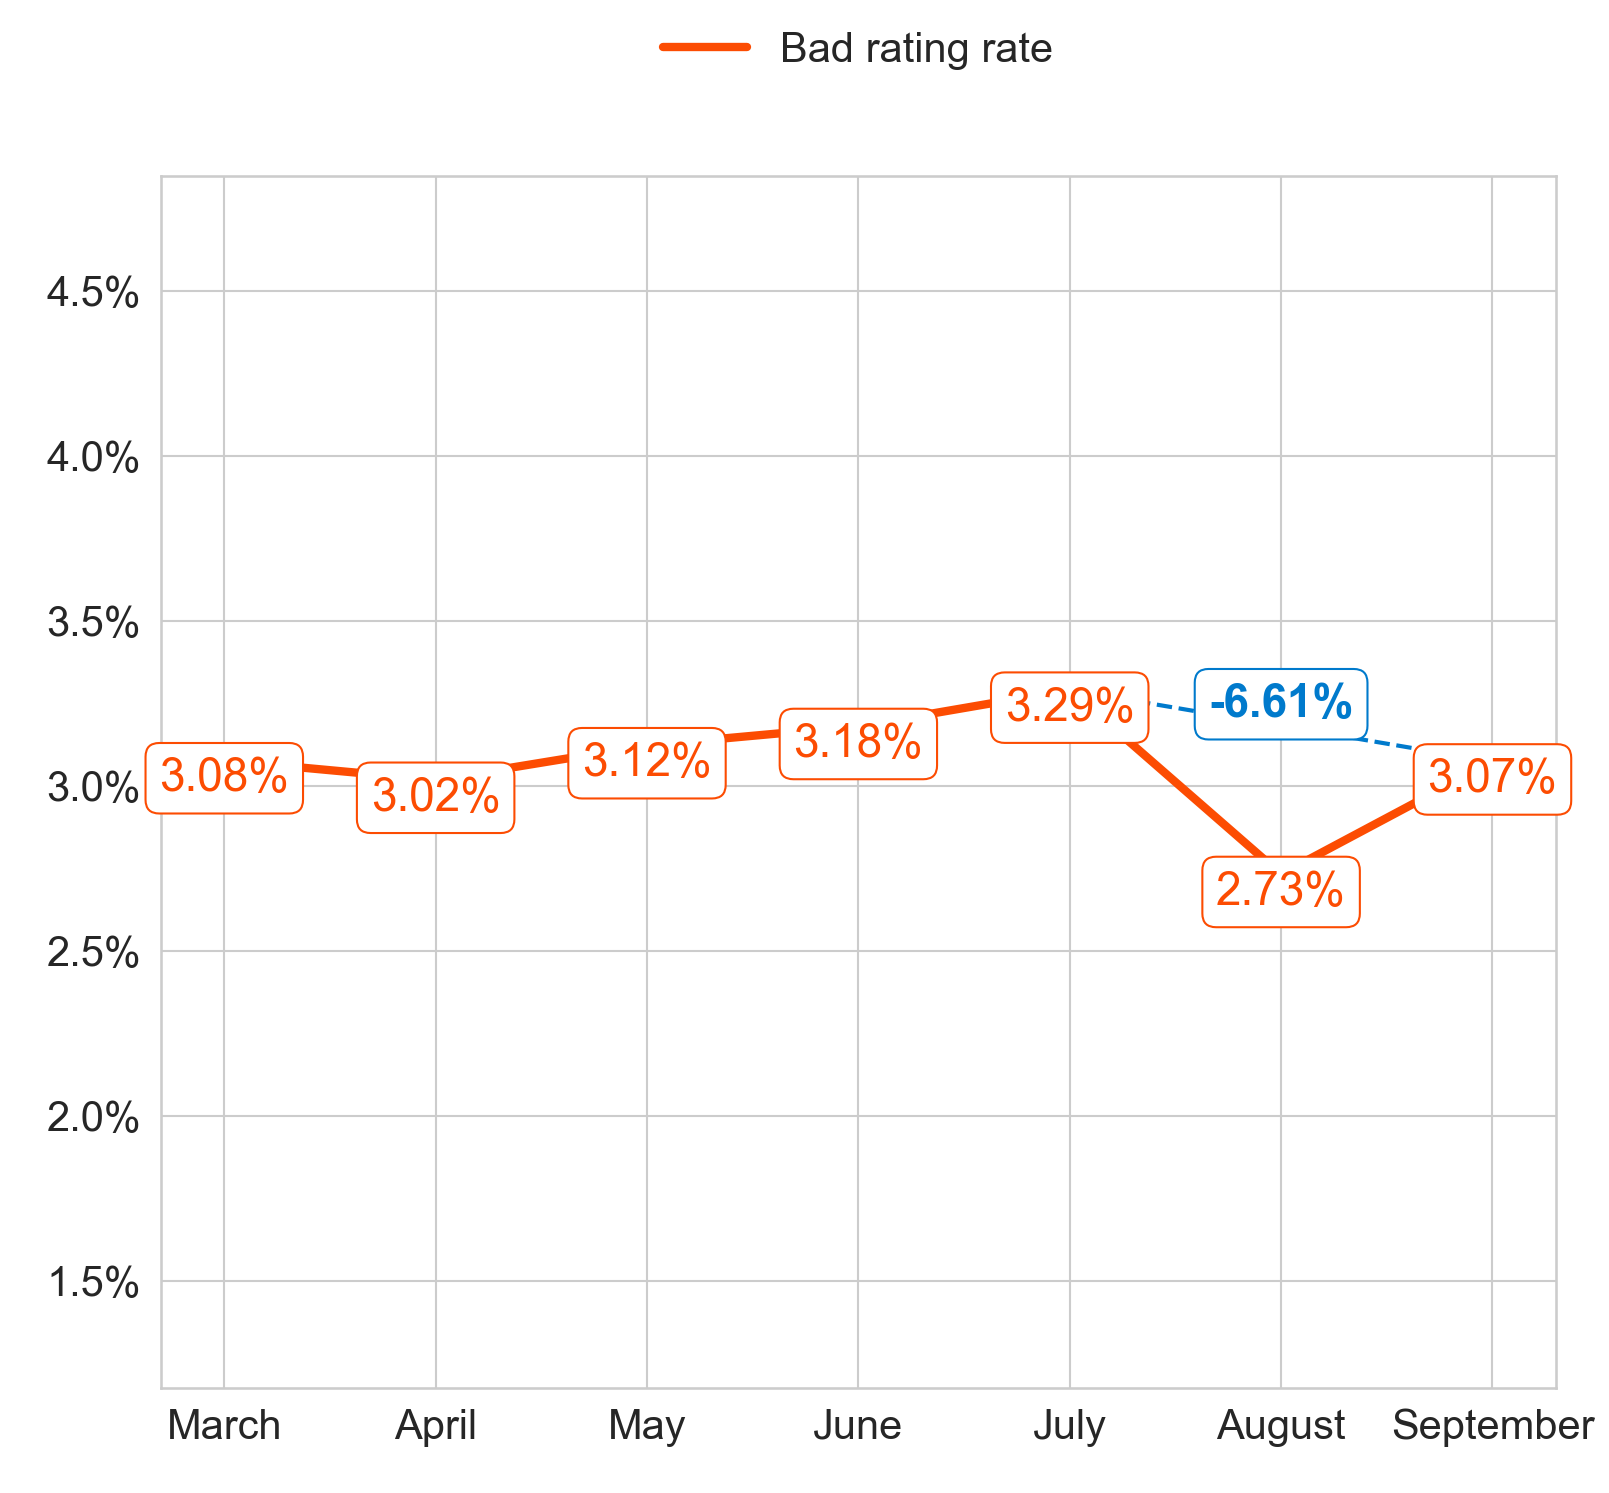 Bad rating rate
4.5%
4.0%
3.5%
3.0%
2.5%
2.0%
1.5%
3.08%
3.02%
3.12%
3.18%
3.29%
-6.61%
2.73%
3.07%
March
April
May
June
July
August
September